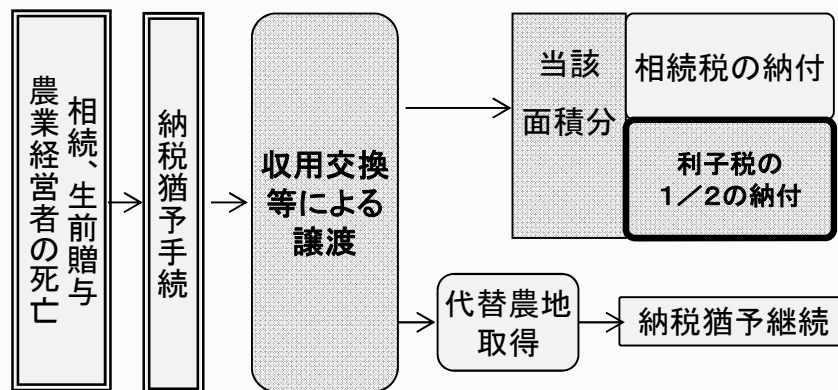 相続、生前贈与
農業経営者の死亡
納税猶予手続
収用交換
等による
譲渡
当該
面積分
相続税の納付
利子税の
1／2の納付
代替農地
取得
納税猶予継続